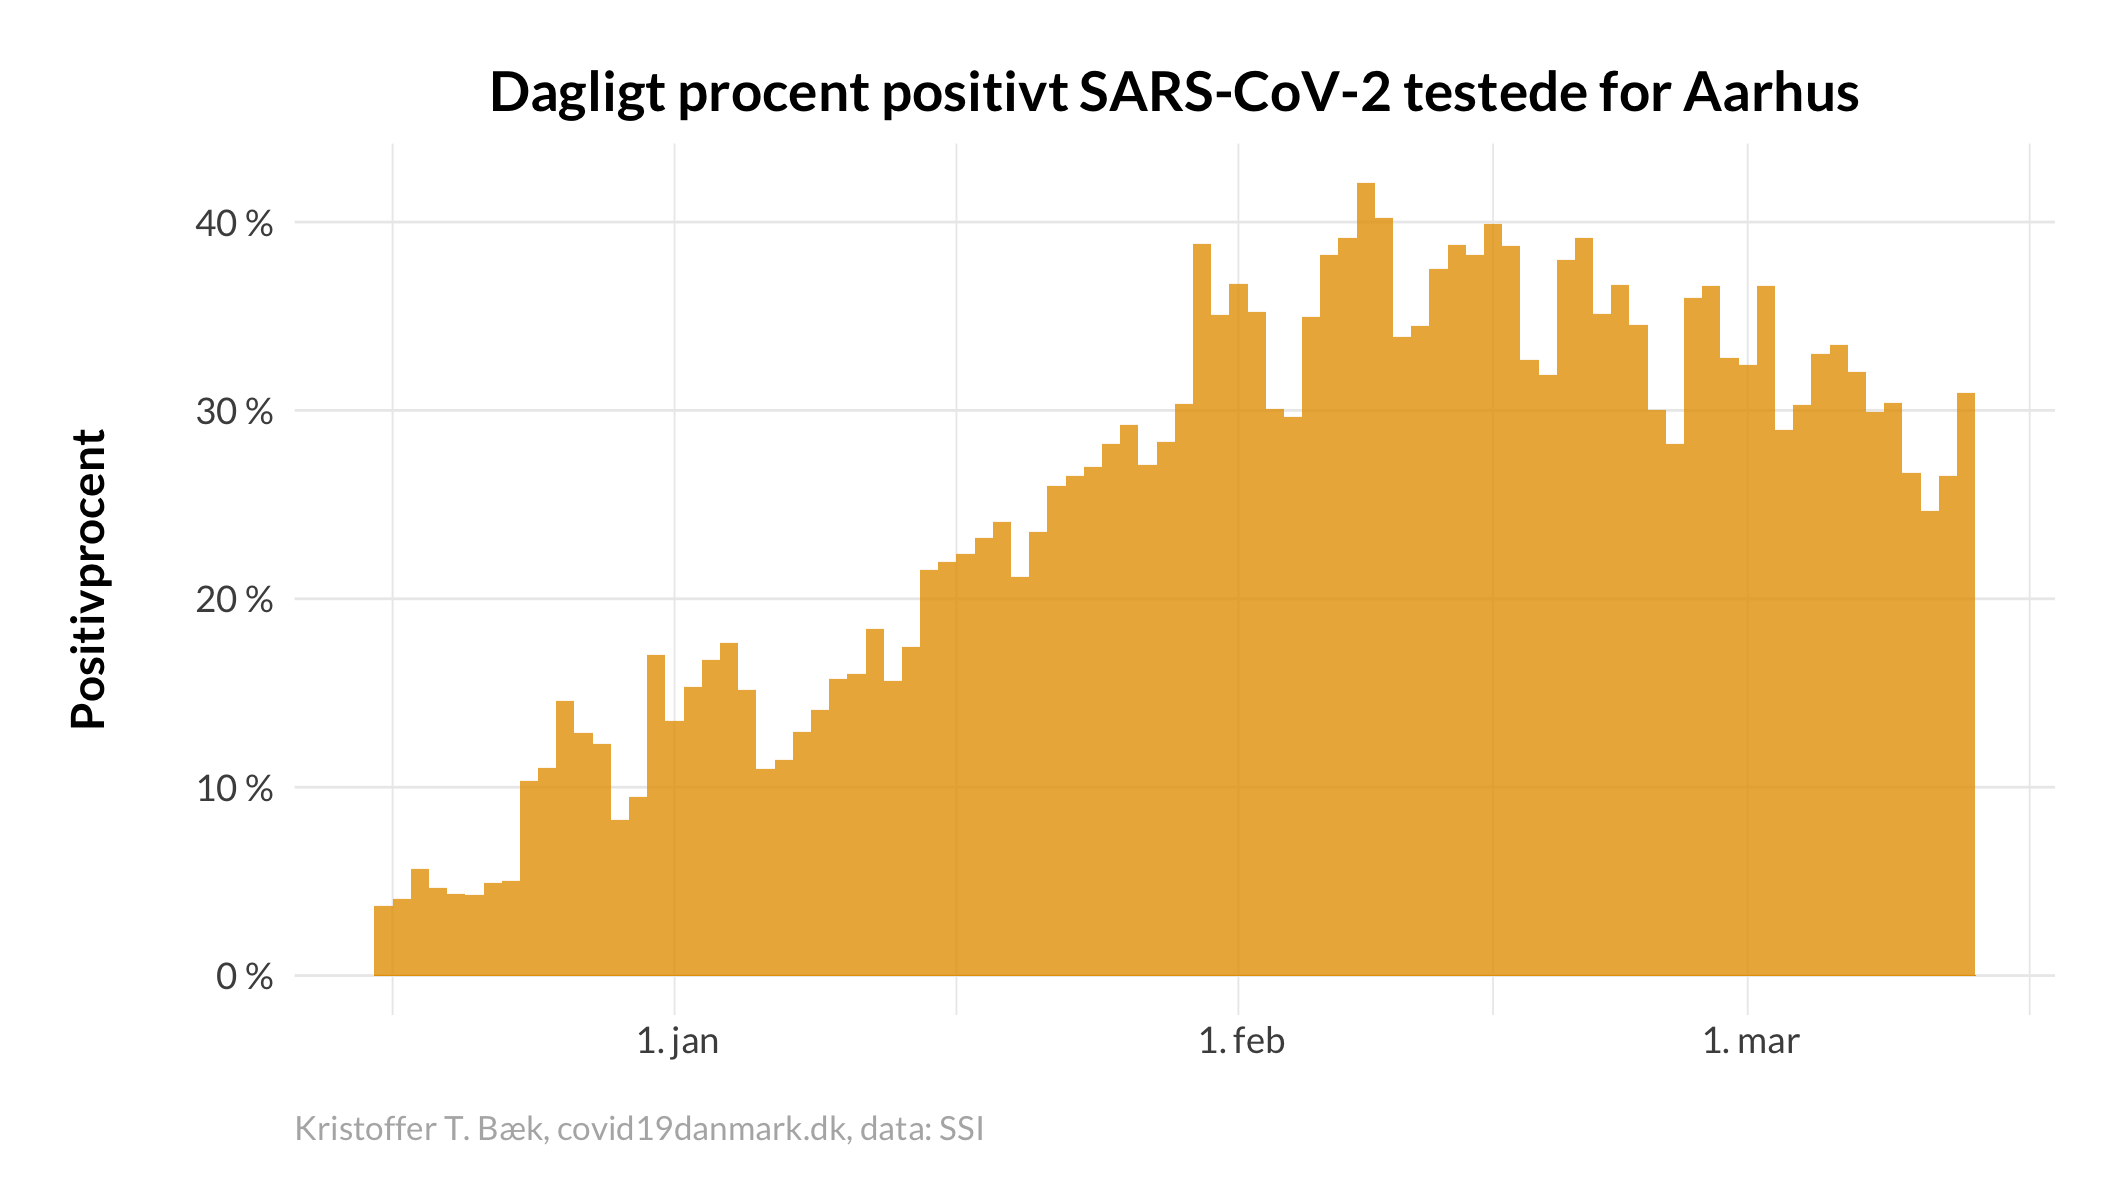 Dagligt procent positivt SARS-CoV-2 testede for Aarhus
Positivprocent
40 %
30 %
20 %
10 %
0 %
1. jan
1. feb
1. mar
Kristoffer T. Bæk, covid19danmark.dk, data: SSI